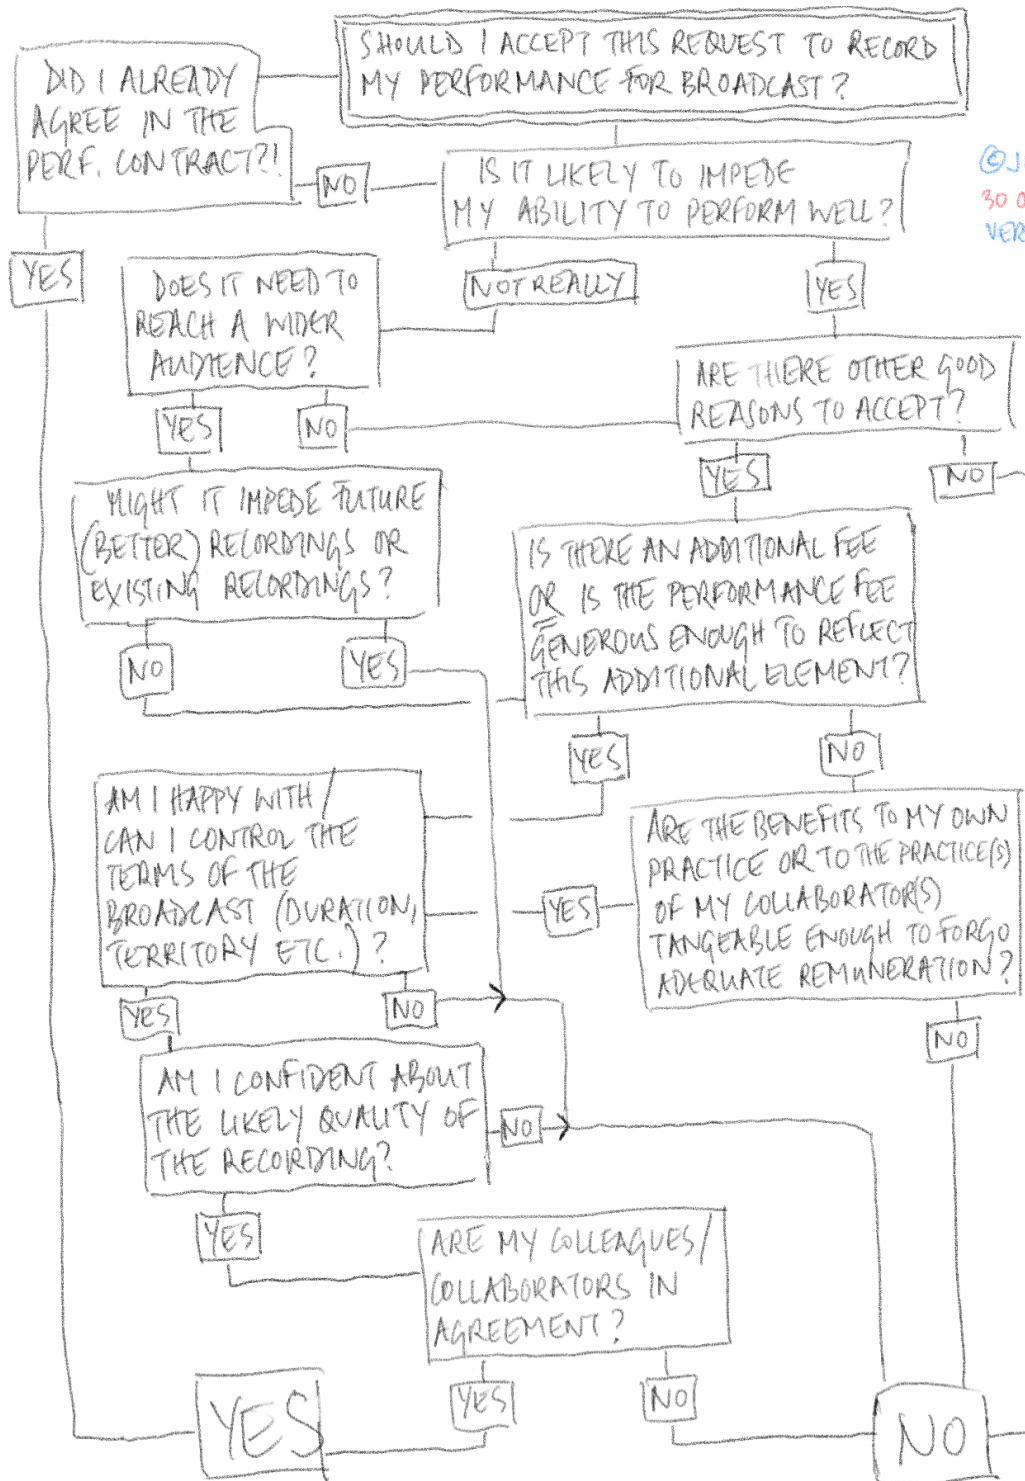 SHOULD I ACCEPT THIS REQUEST TO RECORD
MY PERFORMANCE FOR BROADCAST?
DID I ALREADY
AGREE IN THE
PERF. CONTRACT?!
NO
YES
IS IT LIKELY TO IMPEDE
MY ABILITY TO PERFORM WELL?
©J
30 O
VER
NOT REALLY
YES
DOES IT NEED TO
REACH A WIDER
AUDIENCE?
YES
NO
ARE THERE OTHER GOOD
REASONS TO ACCEPT?
YES
NO
MIGHT IT IMPEDE FUTURE
(BETTER) RECORDINGS OR
EXISTING RECORDINGS?
NO
YES
IS THERE AN ADDITIONAL FEE
OR IS THE PERFORMANCE FEE
GENEROUS ENOUGH TO REFLECT
THIS ADDITIONAL ELEMENT?
YES
NO
AM I HAPPY WITH/
CAN I CONTROL THE
TERMS OF THE
BROADCAST (DURATION,
TERRITORY ETC.)?
YES
NO
ARE THE BENEFITS TO MY OWN
PRACTICE OR TO THE PRACTICE(S)
OF MY COLLABORATOR(S)
TANGEABLE ENOUGH TO FORGO
ADEQUATE REMUNERATION?
YES
NO
AM I CONFIDENT ABOUT
THE LIKELY QUALITY OF
THE RECORDING?
NO
YES
ARE MY COLLEAGUES/
COLLABORATORS IN
AGREEMENT?
YES
NO
YES
NO